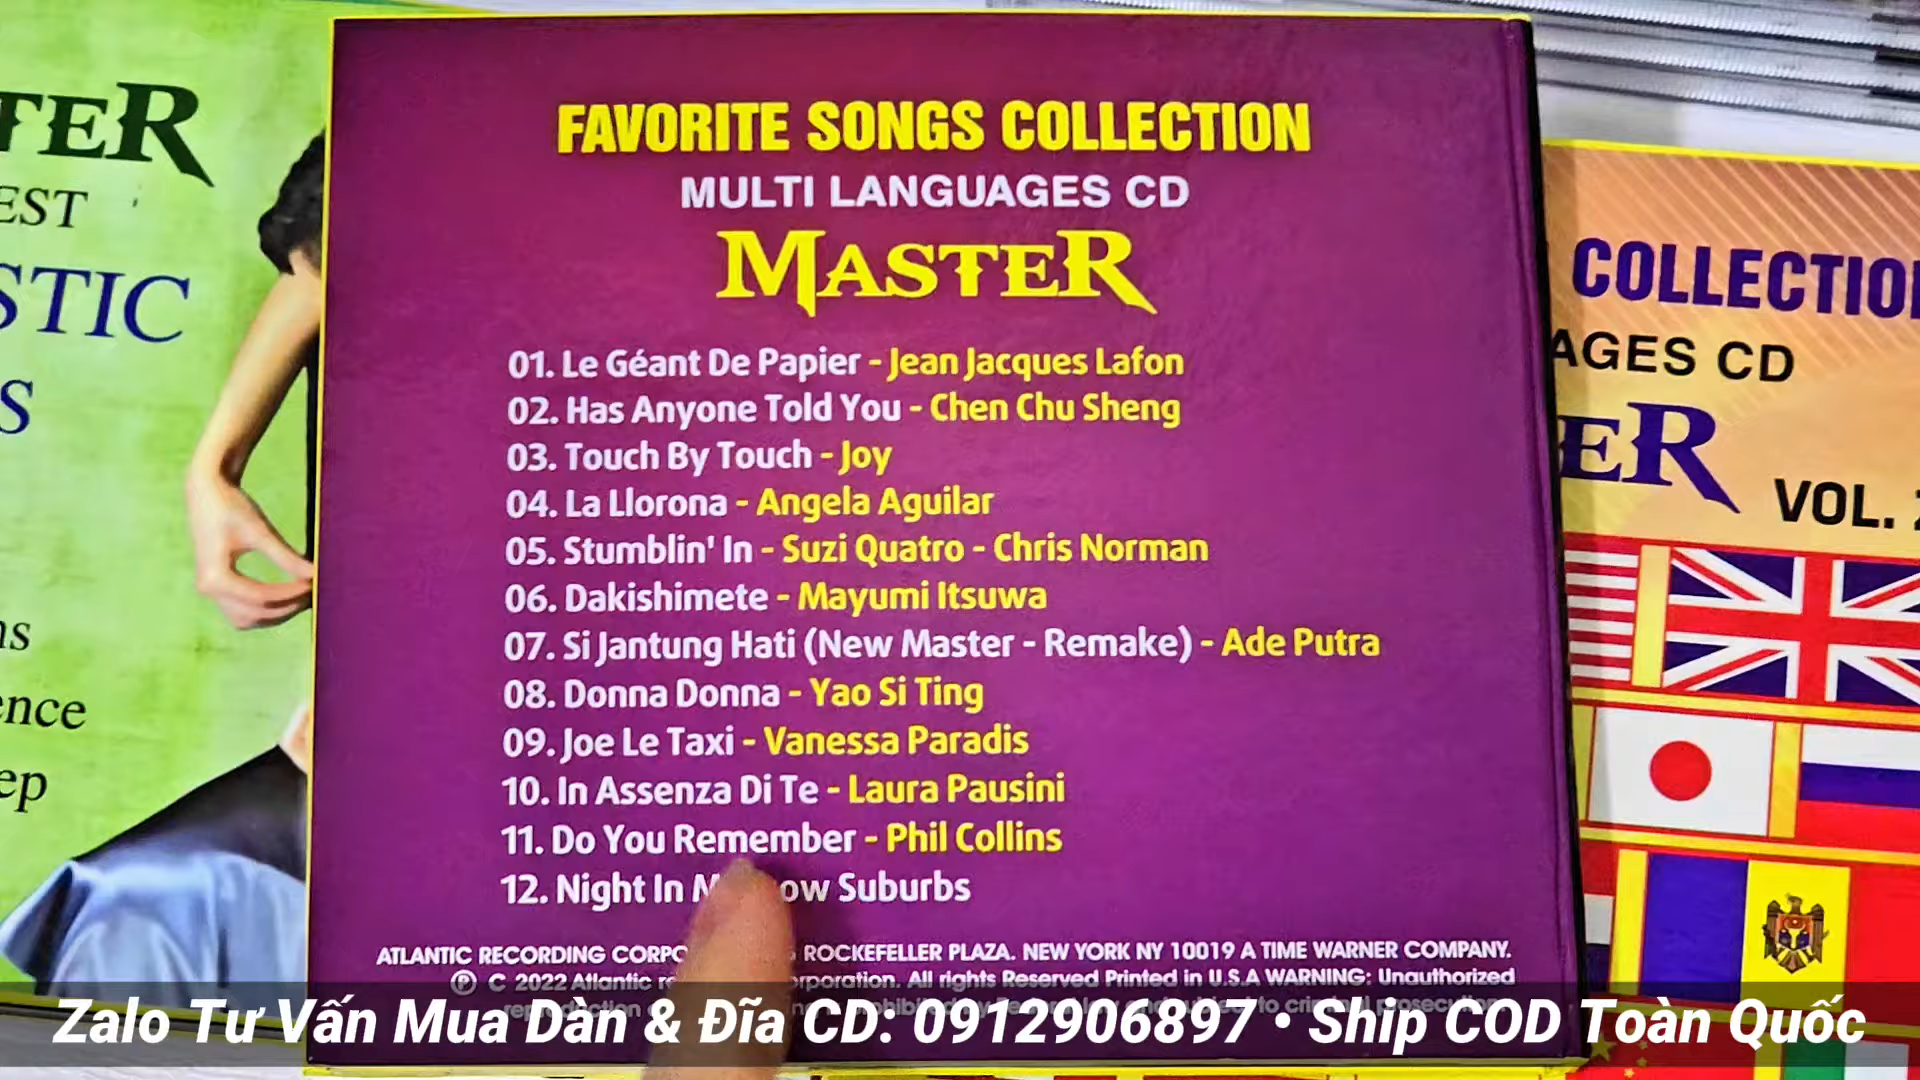 TER
EST
STIC
S
ns
ence
ep
FAVORITE SONGS COLLECTION
MULTI LANGUAGES CD
MASTER
01. Le Géant De Papier - Jean Jacques Lafon
02. Has Anyone Told You - Chen Chu Sheng
03. Touch By Touch - Joy
04. La Llorona - Angela Aguilar
05. Stumblin' In - Suzi Quatro - Chris Norman
06. Dakishimete - Mayumi Itsuwa
07. Si Jantung Hati (New Master - Remake) - Ade Putra
08. Donna Donna - Yao Si Ting
09. Joe Le Taxi - Vanessa Paradis
10. In Assenza Di Te - Laura Pausini
11. Do You Remember - Phil Collins
12. Night In M ow Suburbs
ATLANTIC RECORDING CORPO ROCKEFELLER PLAZA. NEW YORK NY 10019 A TIME WARNER COMPANY.
Ⓟ C 2022 Atlantic re orporation. All rights Reserved Printed in U.S.A WARNING: Unauthorized
COLLECTION
AGES CD
ER
VOL.
Zalo Tư Vấn Mua Dàn & Đĩa CD: 0912906897 • Ship COD Toàn Quốc